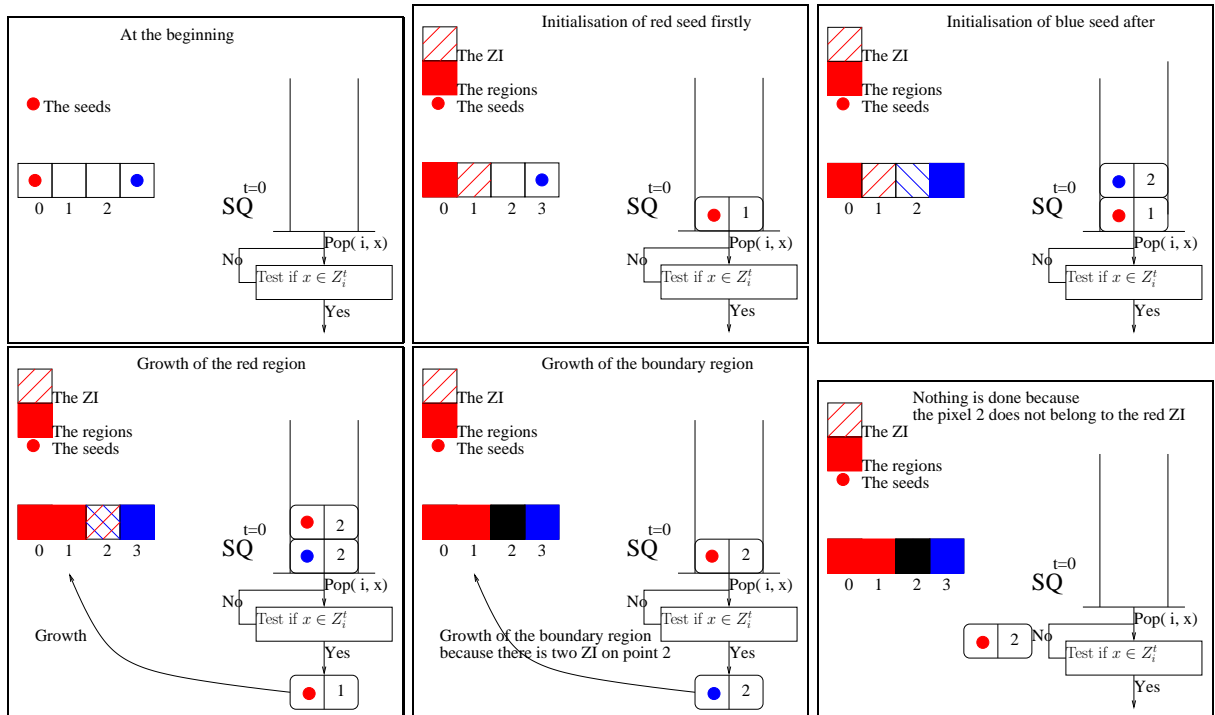 At the beginning
The seeds
0 1 2
t=0
SQ
Pop( i, x)
No
Test if x ∈ Z_i^t
Yes
Initialisation of red seed firstly
The ZI
The regions
The seeds
0 1 2 3
t=0
SQ
1
Pop( i, x)
No
Test if x ∈ Z_i^t
Yes
Initialisation of blue seed after
The ZI
The regions
The seeds
0 1 2
t=0
SQ
2
1
Pop( i, x)
No
Test if x ∈ Z_i^t
Yes
Growth of the red region
The ZI
The regions
The seeds
0 1 2 3
t=0
SQ
2
2
Pop( i, x)
No
Test if x ∈ Z_i^t
Growth
Yes
1
Growth of the boundary region
The ZI
The regions
The seeds
0 1 2 3
t=0
SQ
2
Pop( i, x)
No
Test if x ∈ Z_i^t
Growth of the boundary region
because there is two ZI on point 2
Yes
2
Nothing is done because
the pixel 2 does not belong to the red ZI
The ZI
The regions
The seeds
0 1 2 3
t=0
SQ
Pop( i, x)
2
No
Test if x ∈ Z_i^t
Yes